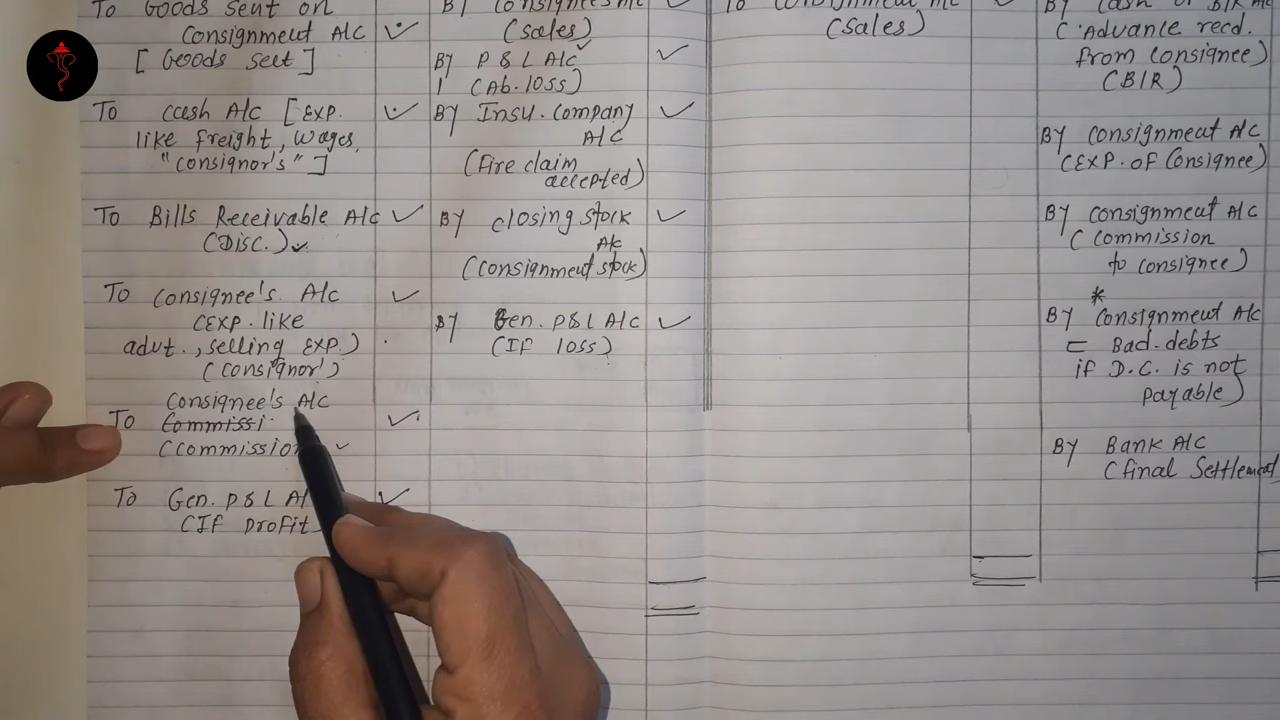 To Goods sent on
Consignment A/C
[Goods sent]
To cash A/c [Exp.
like freight, wages,
"consignor's"]
To Bills Receivable A/c
(Disc.)
To Consignee's A/c
(Exp. like
advt., selling Exp.)
(consignor')
Consignee's A/c
To Commissi
(Commission
To Gen. P&L A/
(If profit
By Consignee's A/c
(sales)
By P&L A/c
(Ab. loss)
By Insu. Company
A/C
(Fire claim
accepted)
By closing stock
A/c
(consignment stock)
By Gen. P&L A/c
(If loss)
To Consignment A/c
(sales)
By Cash or B/R A/c
(Advance recd.
from consignee)
(B/R)
By consignment A/c
(Exp. of Consignee)
By consignment A/c
(Commission
to consignee)
*
By Consignment A/c
= Bad-debts
if D.C. is not
payable)
By Bank A/c
(final Settlement